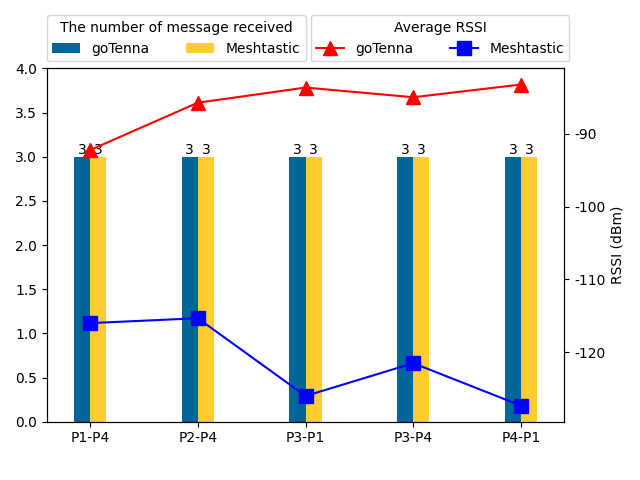 The number of message received
goTenna Meshtastic
Average RSSI
goTenna Meshtastic
4.0
3.5
3.0
2.5
2.0
1.5
1.0
0.5
0.0
3 3 3 3 3 3 3 3 3 3
-90
-100
-110
-120
RSSI (dBm)
P1-P4 P2-P4 P3-P1 P3-P4 P4-P1